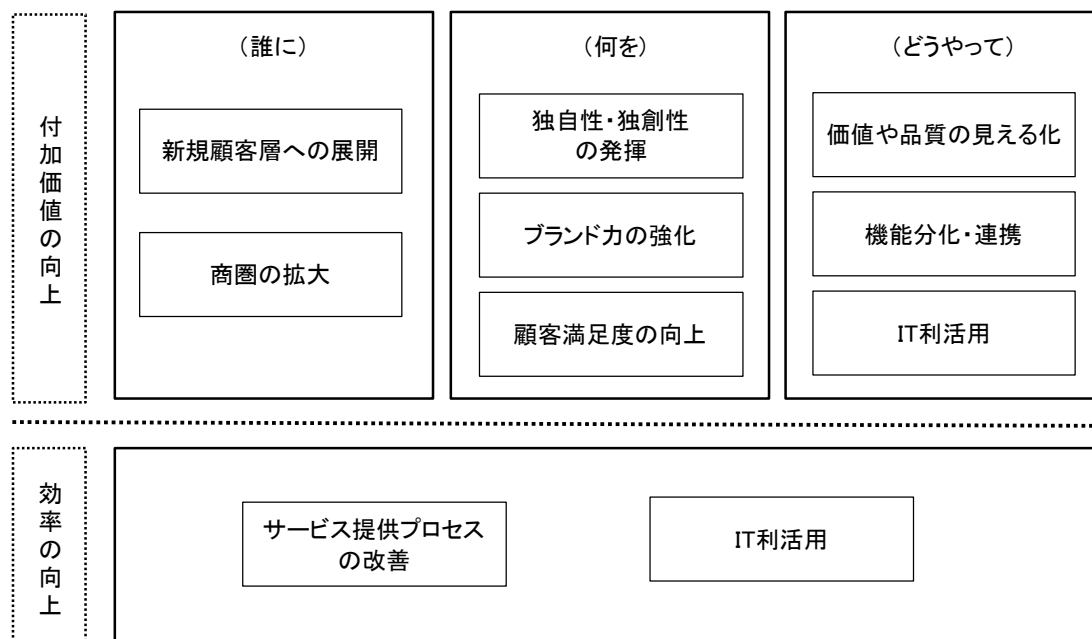 付加価値の向上
（誰に）
新規顧客層への展開
商圏の拡大
（何を）
独自性・独創性
の発揮
ブランド力の強化
顧客満足度の向上
（どうやって）
価値や品質の見える化
機能分化・連携
IT利活用
効率の向上
サービス提供プロセス
の改善
IT利活用